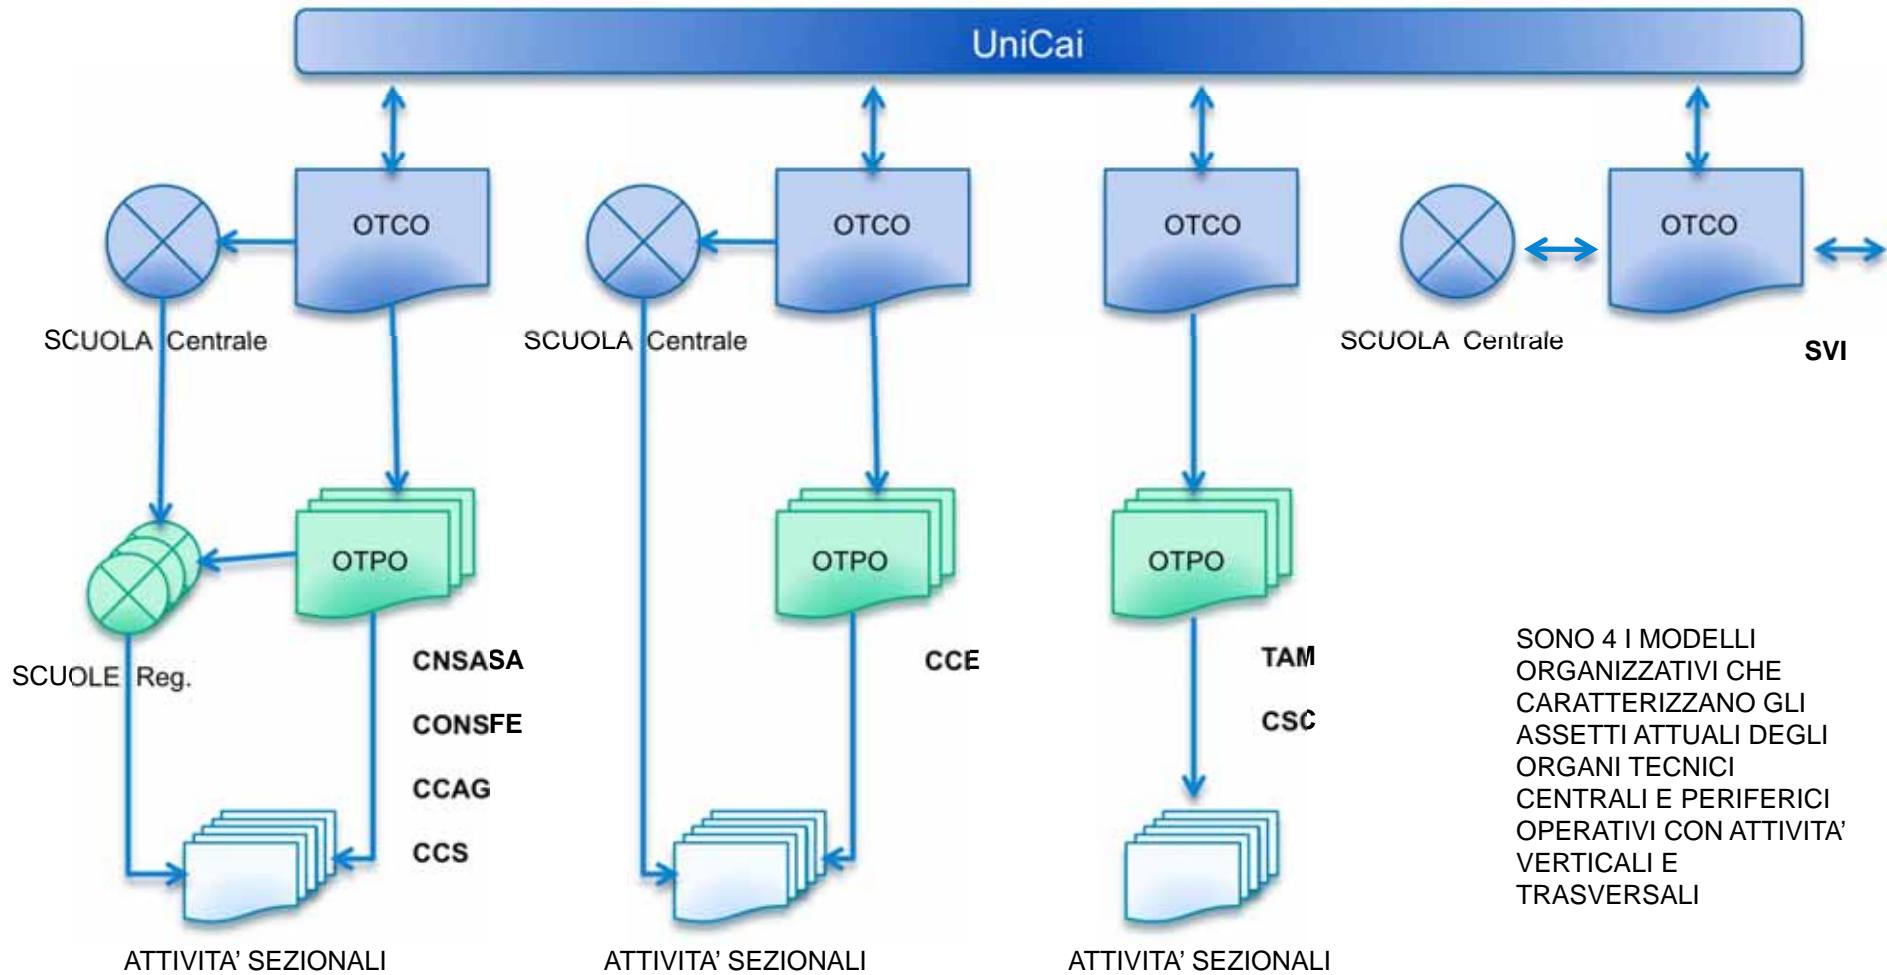 UniCai
OTCO
OTCO
OTCO
OTCO
SCUOLA Centrale
SCUOLA Centrale
SCUOLA Centrale
SVI
OTPO
OTPO
OTPO
SCUOLE Reg.
CNSASA
CONSFE
CCAG
CCS
CCE
TAM
CSC
SONO 4 I MODELLI
ORGANIZZATIVI CHE
CARATTERIZZANO GLI
ASSETTI ATTUALI DEGLI
ORGANI TECNICI
CENTRALI E PERIFERICI
OPERATIVI CON ATTIVITA’
VERTICALI E
TRASVERSALI
ATTIVITA’ SEZIONALI
ATTIVITA’ SEZIONALI
ATTIVITA’ SEZIONALI